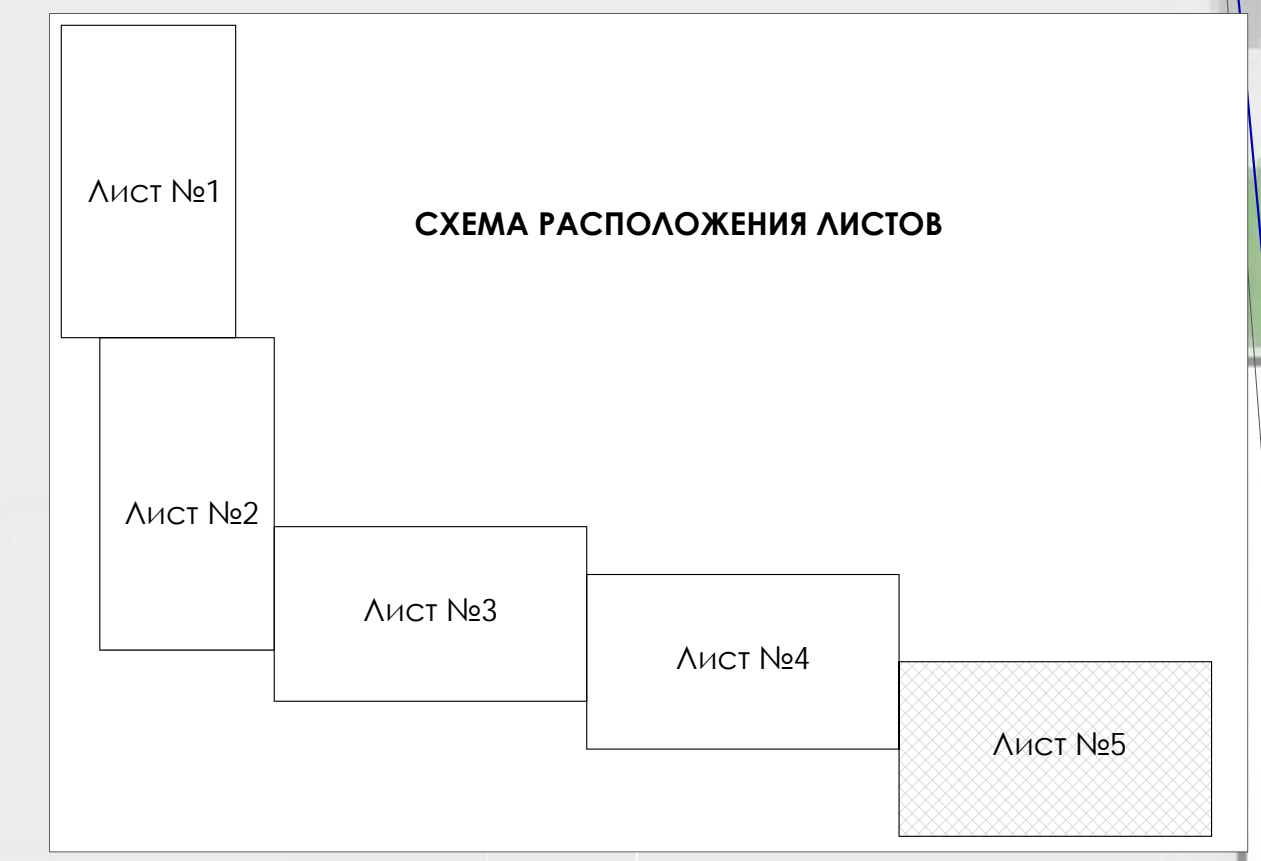 Лист №1
СХЕМА РАСПОЛОЖЕНИЯ ЛИСТОВ
Лист №2
Лист №3
Лист №4
Лист №5